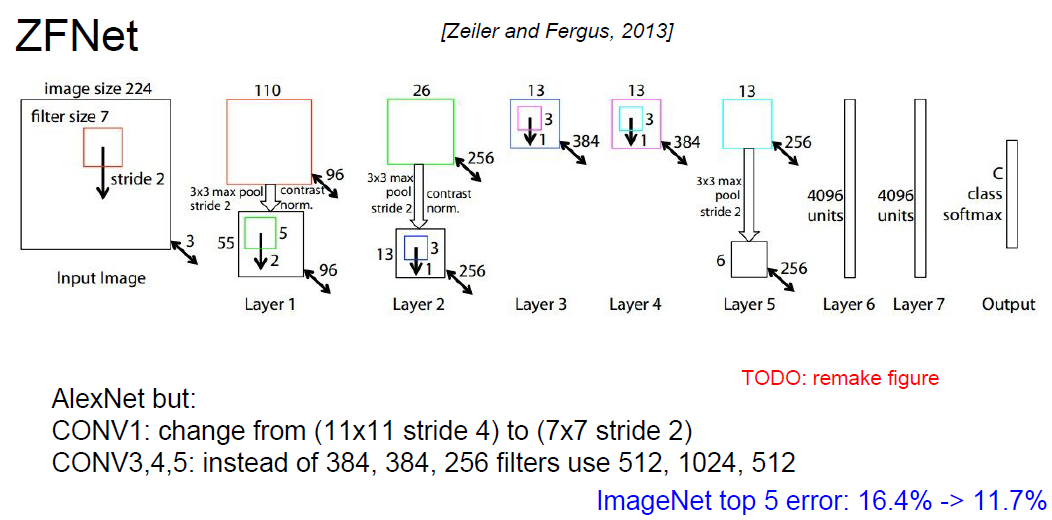 ZFNet
[Zeiler and Fergus, 2013]
image size 224
filter size 7
stride 2
3
Input Image
110
96
3x3 max pool
stride 2
contrast
norm.
55
5
2
96
Layer 1
26
256
3x3 max
pool
stride 2
contrast
norm.
13
3
1
256
Layer 2
13
3
1
384
Layer 3
13
3
1
384
Layer 4
13
256
3x3 max
pool
stride 2
6
256
Layer 5
4096
units
Layer 6
4096
units
Layer 7
C
class
softmax
Output
TODO: remake figure
AlexNet but:
CONV1: change from (11x11 stride 4) to (7x7 stride 2)
CONV3,4,5: instead of 384, 384, 256 filters use 512, 1024, 512
ImageNet top 5 error: 16.4% -> 11.7%